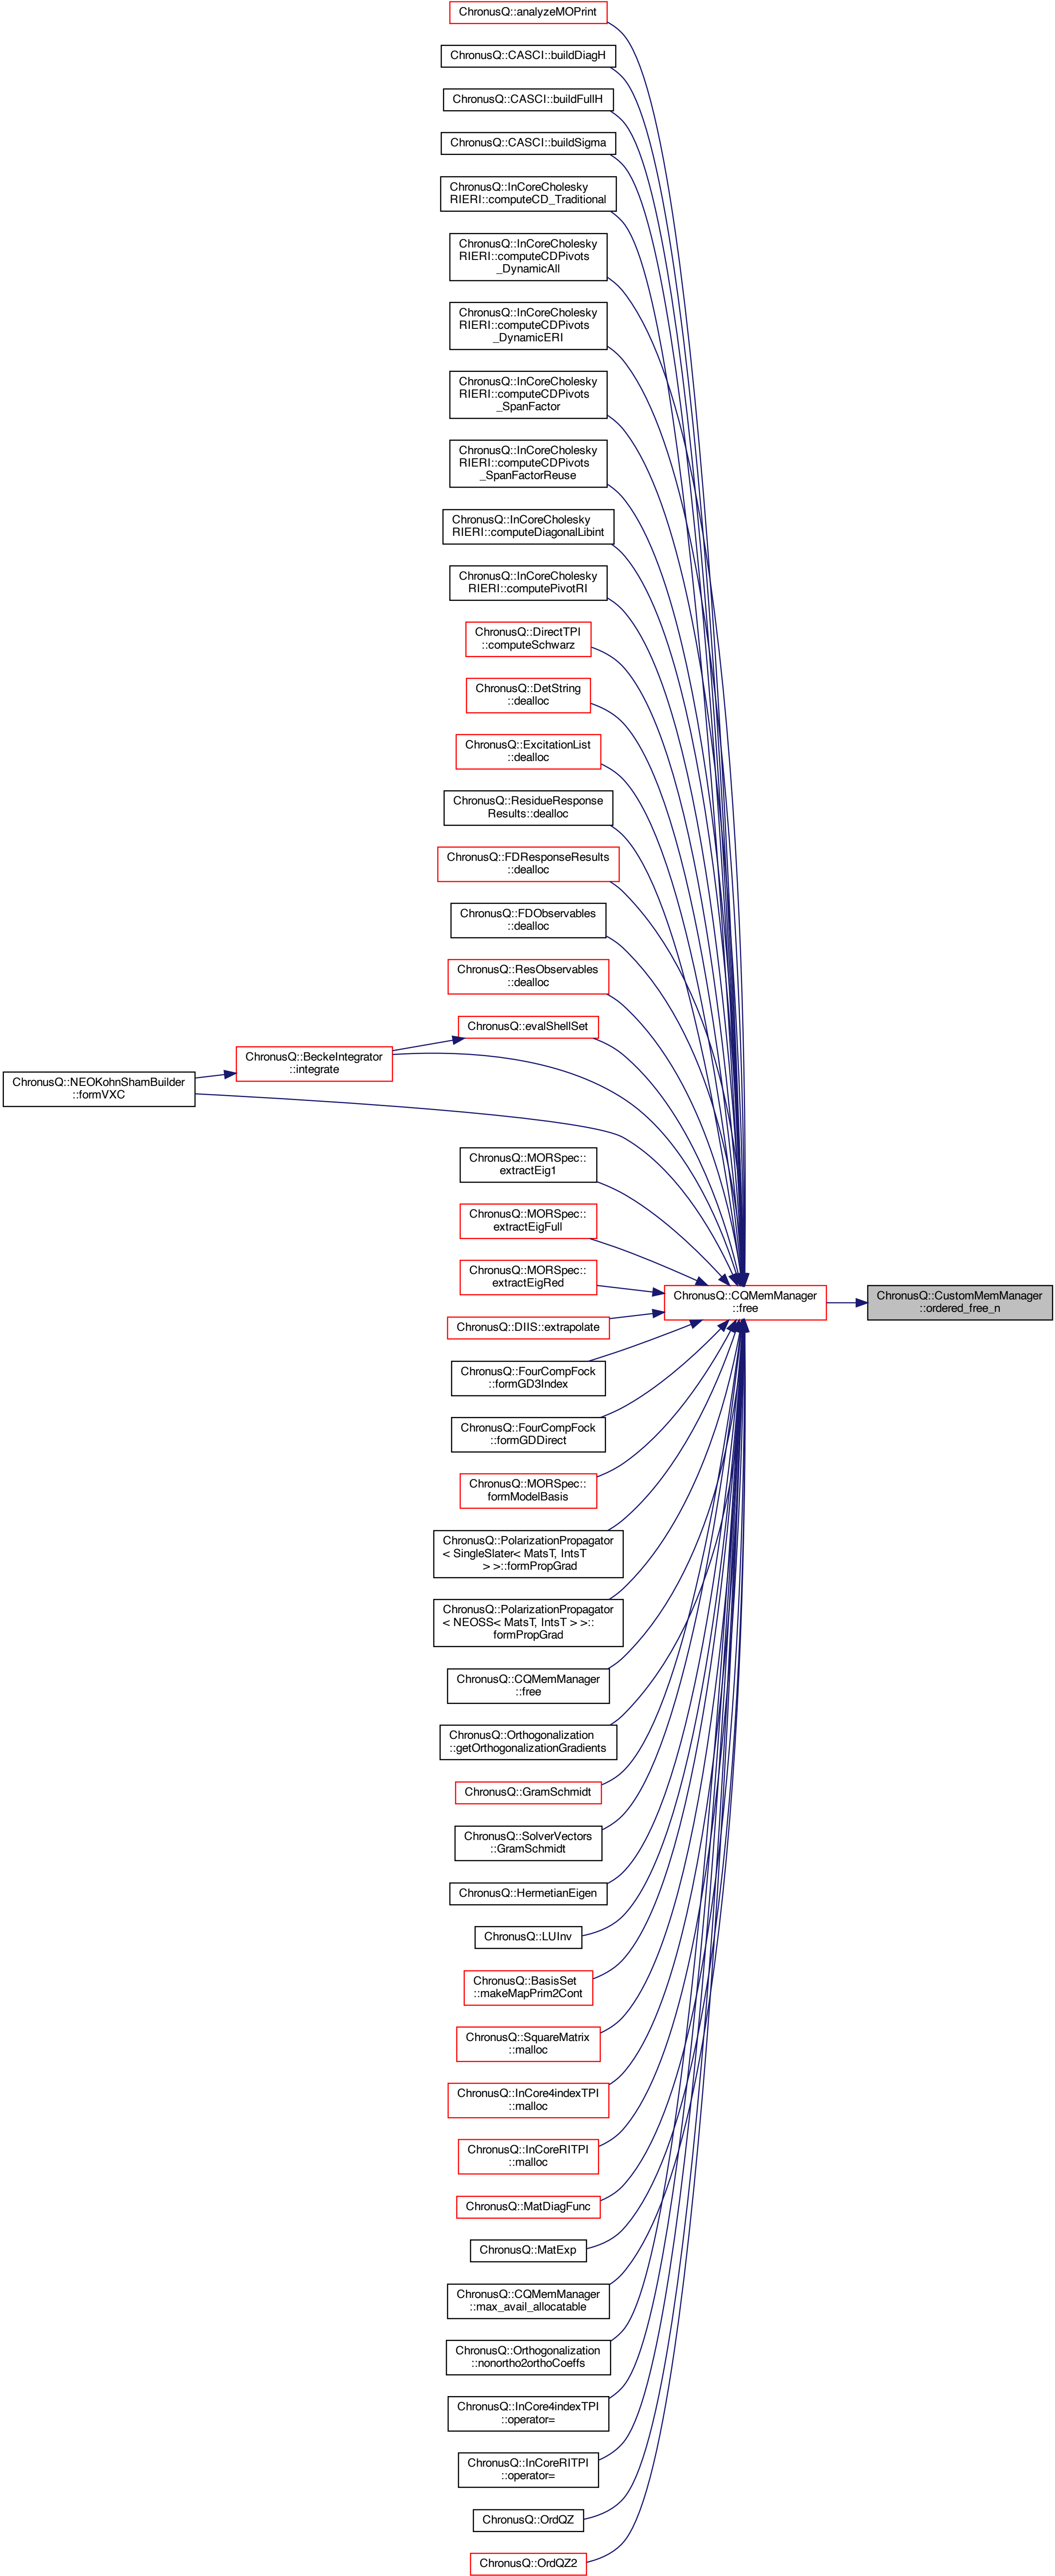 ChronusQ::analyzeMOPrint
ChronusQ::CASCI::buildDiagH
ChronusQ::CASCI::buildFullH
ChronusQ::CASCI::buildSigma
ChronusQ::InCoreCholesky
RIERI::computeCD_Traditional
ChronusQ::InCoreCholesky
RIERI::computeCDPivots
_DynamicAll
ChronusQ::InCoreCholesky
RIERI::computeCDPivots
_DynamicERI
ChronusQ::InCoreCholesky
RIERI::computeCDPivots
_SpanFactor
ChronusQ::InCoreCholesky
RIERI::computeCDPivots
_SpanFactorReuse
ChronusQ::InCoreCholesky
RIERI::computeDiagonalLibint
ChronusQ::InCoreCholesky
RIERI::computePivotRI
ChronusQ::DirectTPI
::computeSchwarz
ChronusQ::DetString
::dealloc
ChronusQ::ExcitationList
::dealloc
ChronusQ::ResidueResponse
Results::dealloc
ChronusQ::FDResponseResults
::dealloc
ChronusQ::FDObservables
::dealloc
ChronusQ::ResObservables
::dealloc
ChronusQ::evalShellSet
ChronusQ::BeckeIntegrator
::integrate
ChronusQ::NEOKohnShamBuilder
::formVXC
ChronusQ::MORSpec::
extractEig1
ChronusQ::MORSpec::
extractEigFull
ChronusQ::MORSpec::
extractEigRed
ChronusQ::CQMemManager
::free
ChronusQ::CustomMemManager
::ordered_free_n
ChronusQ::DIIS::extrapolate
ChronusQ::FourCompFock
::formGD3Index
ChronusQ::FourCompFock
::formGDDirect
ChronusQ::MORSpec::
formModelBasis
ChronusQ::PolarizationPropagator
< SingleSlater< MatsT, IntsT
> >::formPropGrad
ChronusQ::PolarizationPropagator
< NEOSS< MatsT, IntsT > >::
formPropGrad
ChronusQ::CQMemManager
::free
ChronusQ::Orthogonalization
::getOrthogonalizationGradients
ChronusQ::GramSchmidt
ChronusQ::SolverVectors
::GramSchmidt
ChronusQ::HermetianEigen
ChronusQ::LUInv
ChronusQ::BasisSet
::makeMapPrim2Cont
ChronusQ::SquareMatrix
::malloc
ChronusQ::InCore4indexTPI
::malloc
ChronusQ::InCoreRITPI
::malloc
ChronusQ::MatDiagFunc
ChronusQ::MatExp
ChronusQ::CQMemManager
::max_avail_allocatable
ChronusQ::Orthogonalization
::nonortho2orthoCoeffs
ChronusQ::InCore4indexTPI
::operator=
ChronusQ::InCoreRITPI
::operator=
ChronusQ::OrdQZ
ChronusQ::OrdQZ2